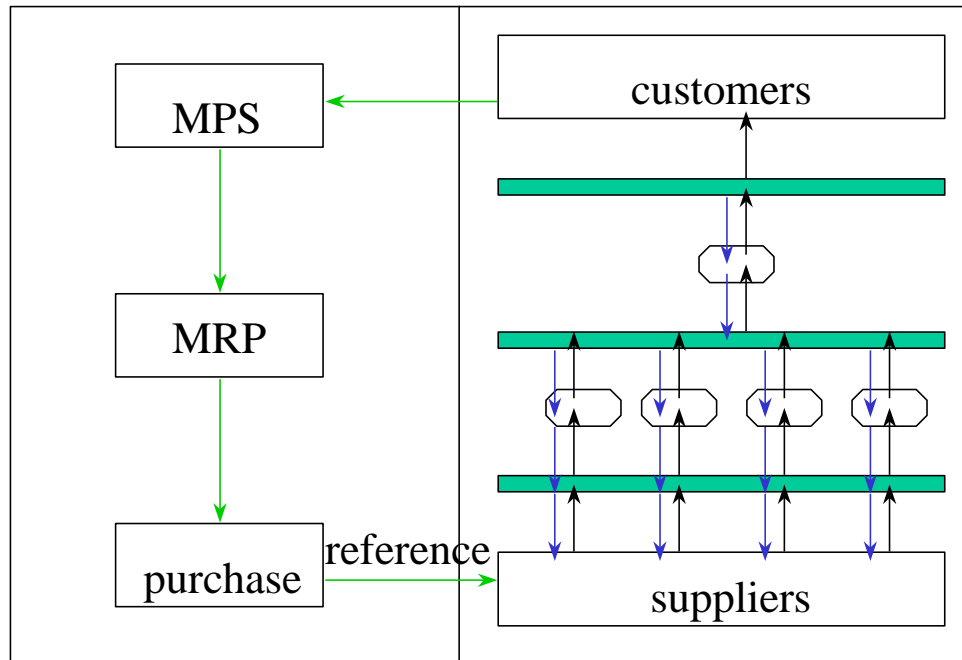 customers
MPS
MRP
reference
purchase
suppliers